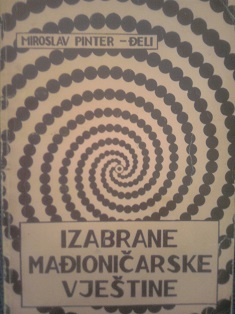 MIROSLAV PINTER – ĐELI
IZABRANE
MAĐIONIČARSKE
VJEŠTINE